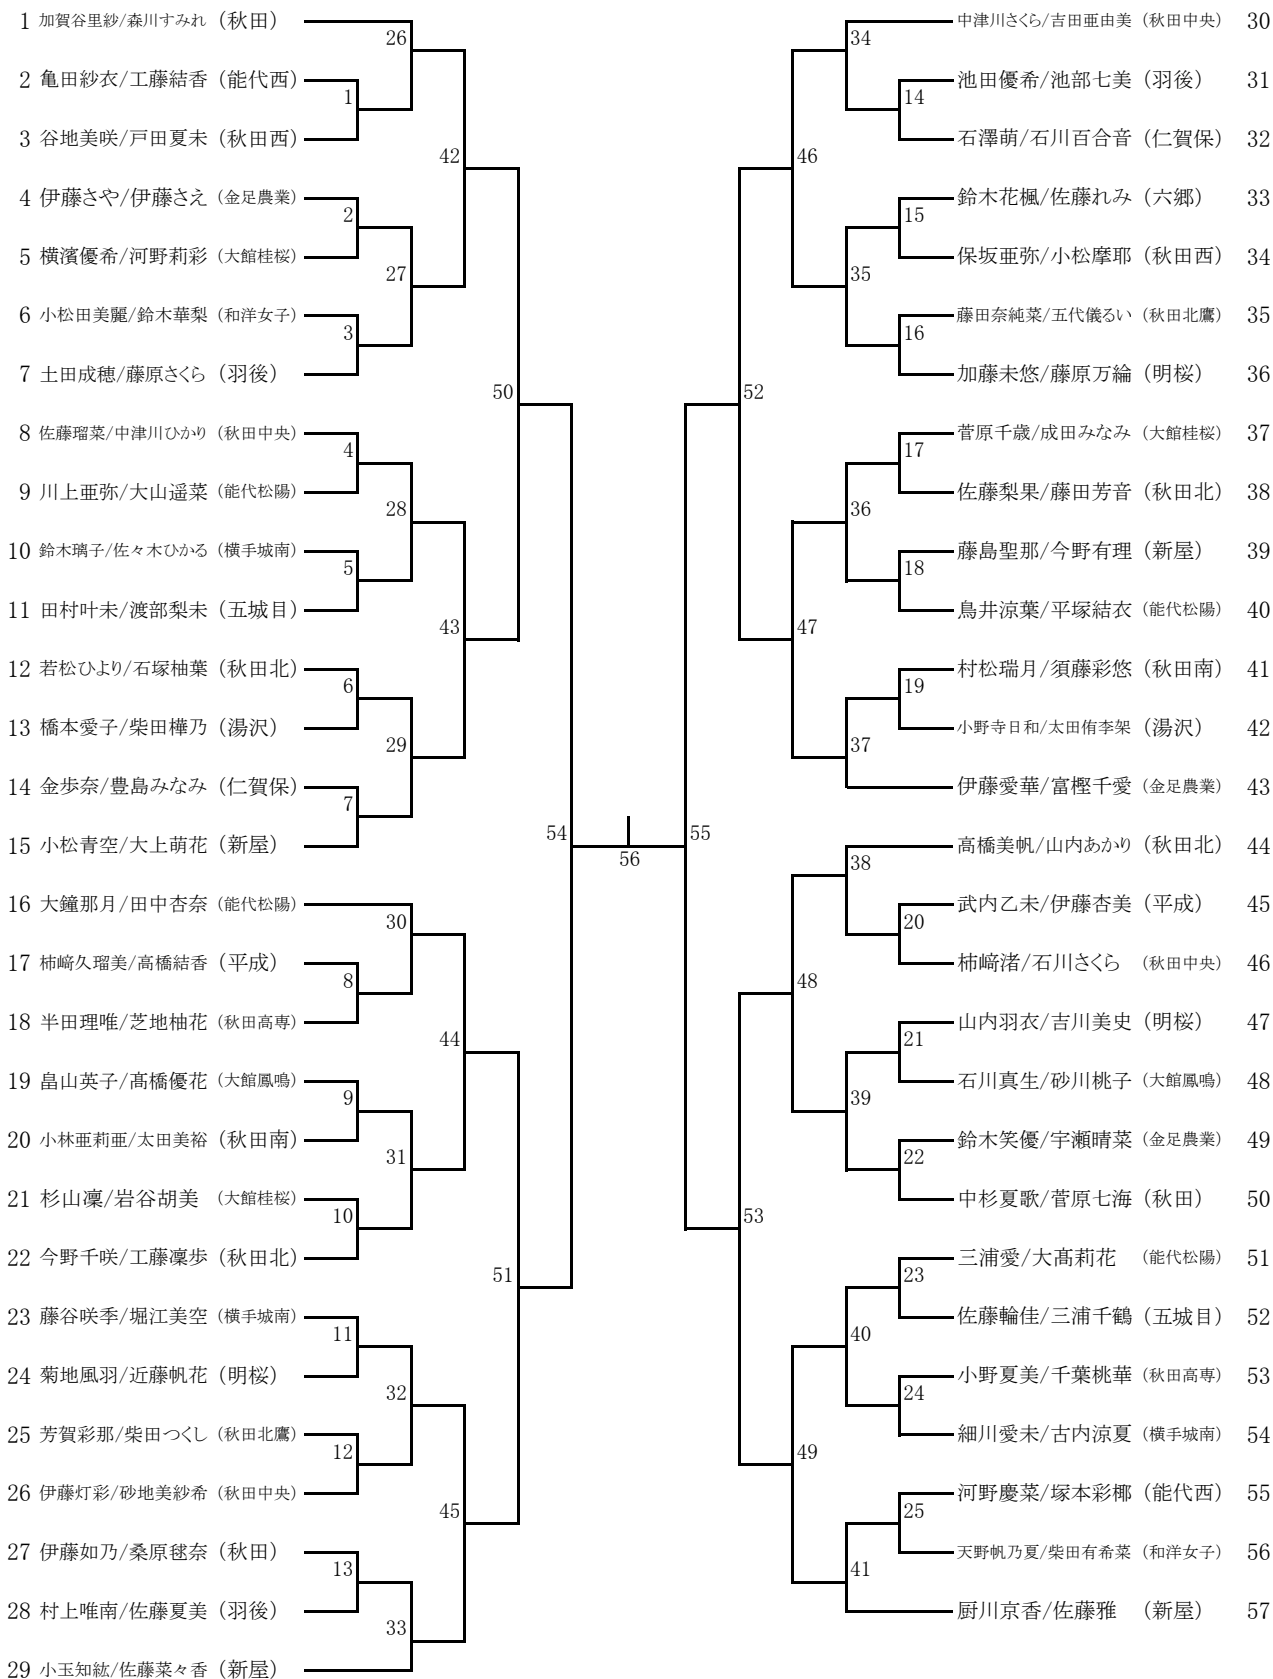 1 加賀谷里紗/森川すみれ (秋田)
2 亀田紗衣/工藤結香 (能代西)
3 谷地美咲/戸田夏未 (秋田西)
4 伊藤さや/伊藤さえ (金足農業)
5 横濱優希/河野莉彩 (大館桂桜)
6 小松田美麗/鈴木華梨 (和洋女子)
7 土田成穂/藤原さくら (羽後)
8 佐藤瑠菜/中津川ひかり (秋田中央)
9 川上亜弥/大山遥菜 (能代松陽)
10 鈴木璃子/佐々木ひかる (横手城南)
11 田村叶未/渡部梨未 (五城目)
12 若松ひより/石塚柚葉 (秋田北)
13 橋本愛子/柴田樺乃 (湯沢)
14 金歩奈/豊島みなみ (仁賀保)
15 小松青空/大上萌花 (新屋)
16 大鐘那月/田中杏奈 (能代松陽)
17 柿﨑久瑠美/高橋結香 (平成)
18 半田理唯/芝地柚花 (秋田高専)
19 畠山英子/髙橋優花 (大館鳳鳴)
20 小林亜莉亜/太田美裕 (秋田南)
21 杉山凜/岩谷胡美 (大館桂桜)
22 今野千咲/工藤凜歩 (秋田北)
23 藤谷咲季/堀江美空 (横手城南)
24 菊地風羽/近藤帆花 (明桜)
25 芳賀彩那/柴田つくし (秋田北鷹)
26 伊藤灯彩/砂地美紗希 (秋田中央)
27 伊藤如乃/桑原毬奈 (秋田)
28 村上唯南/佐藤夏美 (羽後)
29 小玉知紘/佐藤菜々香 (新屋)
26
1
2
27
3
4
28
5
6
29
7
30
8
9
31
10
11
32
12
13
33
42
43
44
45
50
51
54
56
55
52
53
46
47
48
49
34
14
15
35
16
17
36
18
19
37
38
20
21
39
22
23
40
24
25
41
中津川さくら/吉田亜由美 (秋田中央) 30
池田優希/池部七美 (羽後) 31
石澤萌/石川百合音 (仁賀保) 32
鈴木花楓/佐藤れみ (六郷) 33
保坂亜弥/小松摩耶 (秋田西) 34
藤田奈純菜/五代儀るい (秋田北鷹) 35
加藤未悠/藤原万綸 (明桜) 36
菅原千歳/成田みなみ (大館桂桜) 37
佐藤梨果/藤田芳音 (秋田北) 38
藤島聖那/今野有理 (新屋) 39
鳥井涼葉/平塚結衣 (能代松陽) 40
村松瑞月/須藤彩悠 (秋田南) 41
小野寺日和/太田侑李架 (湯沢) 42
伊藤愛華/富樫千愛 (金足農業) 43
高橋美帆/山内あかり (秋田北) 44
武内乙未/伊藤杏美 (平成) 45
柿﨑渚/石川さくら (秋田中央) 46
山内羽衣/吉川美史 (明桜) 47
石川真生/砂川桃子 (大館鳳鳴) 48
鈴木笑優/宇瀬晴菜 (金足農業) 49
中杉夏歌/菅原七海 (秋田) 50
三浦愛/大髙莉花 (能代松陽) 51
佐藤輪佳/三浦千鶴 (五城目) 52
小野夏美/千葉桃華 (秋田高専) 53
細川愛未/古内涼夏 (横手城南) 54
河野慶菜/塚本彩椰 (能代西) 55
天野帆乃夏/柴田有希菜 (和洋女子) 56
厨川京香/佐藤雅 (新屋) 57